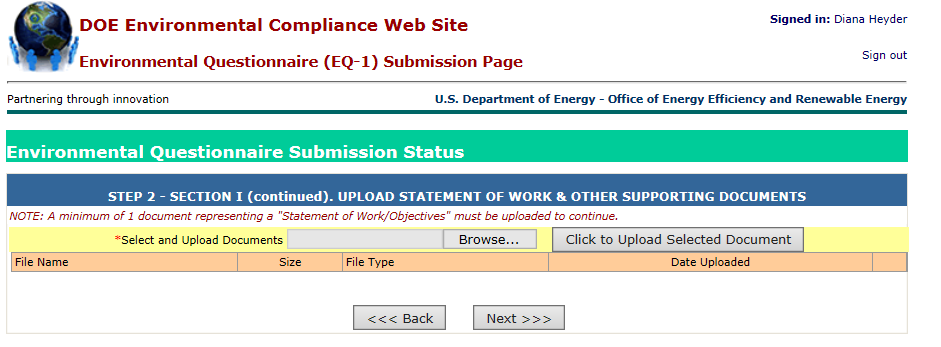 DOE Environmental Compliance Web Site
Signed in: Diana Heyder
Environmental Questionnaire (EQ-1) Submission Page
Sign out
Partnering through innovation
U.S. Department of Energy - Office of Energy Efficiency and Renewable Energy
Environmental Questionnaire Submission Status
STEP 2 - SECTION I (continued). UPLOAD STATEMENT OF WORK & OTHER SUPPORTING DOCUMENTS
NOTE: A minimum of 1 document representing a "Statement of Work/Objectives" must be uploaded to continue.
*Select and Upload Documents Browse... Click to Upload Selected Document
File Name Size File Type Date Uploaded
<<< Back Next >>>